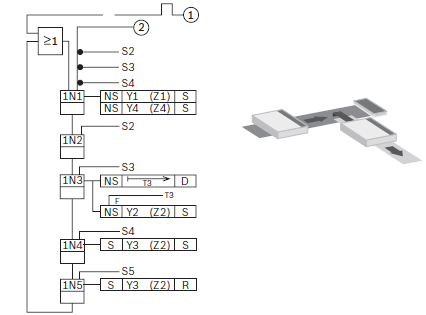 1
2
≥1
S2
S3
S4
1N1 NS Y1 (Z1) S
NS Y4 (Z4) S
S2
1N2
S3
1N3 NS T3 D
T3
F
NS Y2 (Z2) S
S4
1N4 S Y3 (Z2) S
S5
1N5 S Y3 (Z2) R